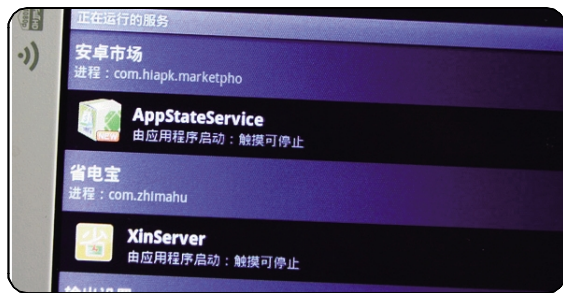 正在运行的服务
安卓市场
进程：com.hiapk.marketpho
NEW
AppStateService
由应用程序启动：触摸可停止
省电宝
进程：com.zhimahu
省
XinServer
由应用程序启动：触摸可停止